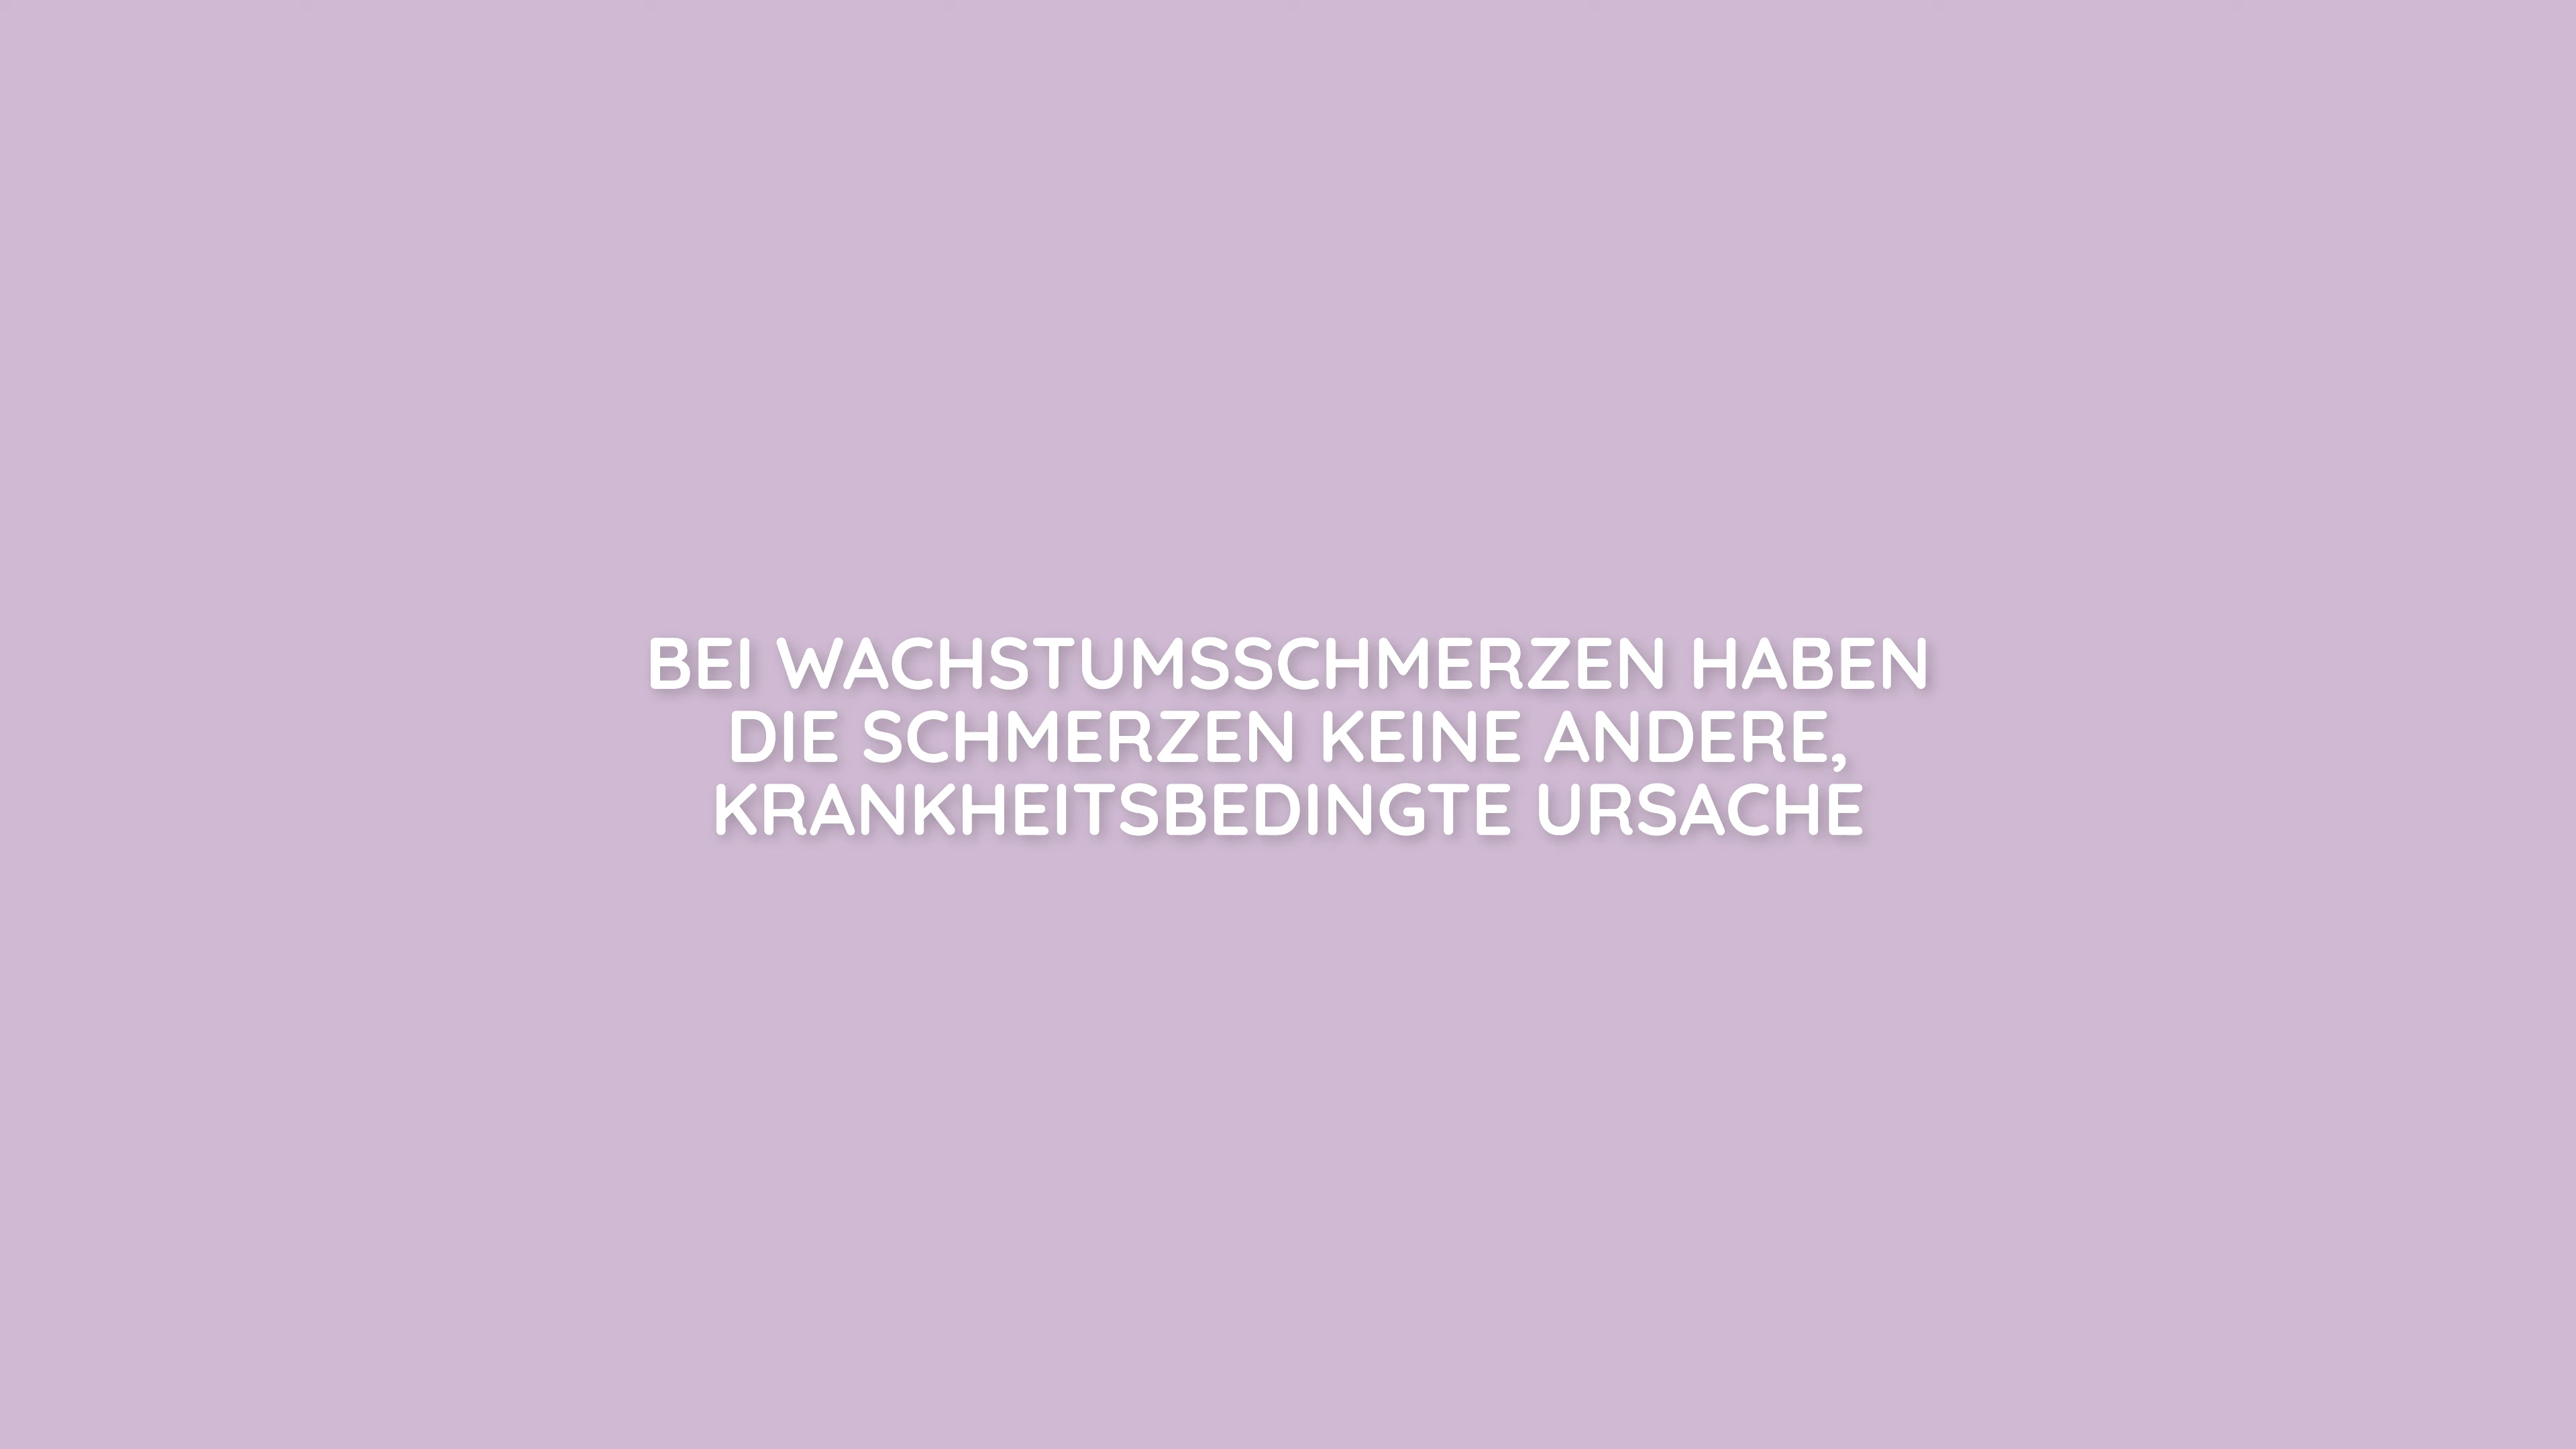 BEI WACHSTUMSSCHMERZEN HABEN
DIE SCHMERZEN KEINE ANDERE,
KRANKHEITSBEDINGTE URSACHE